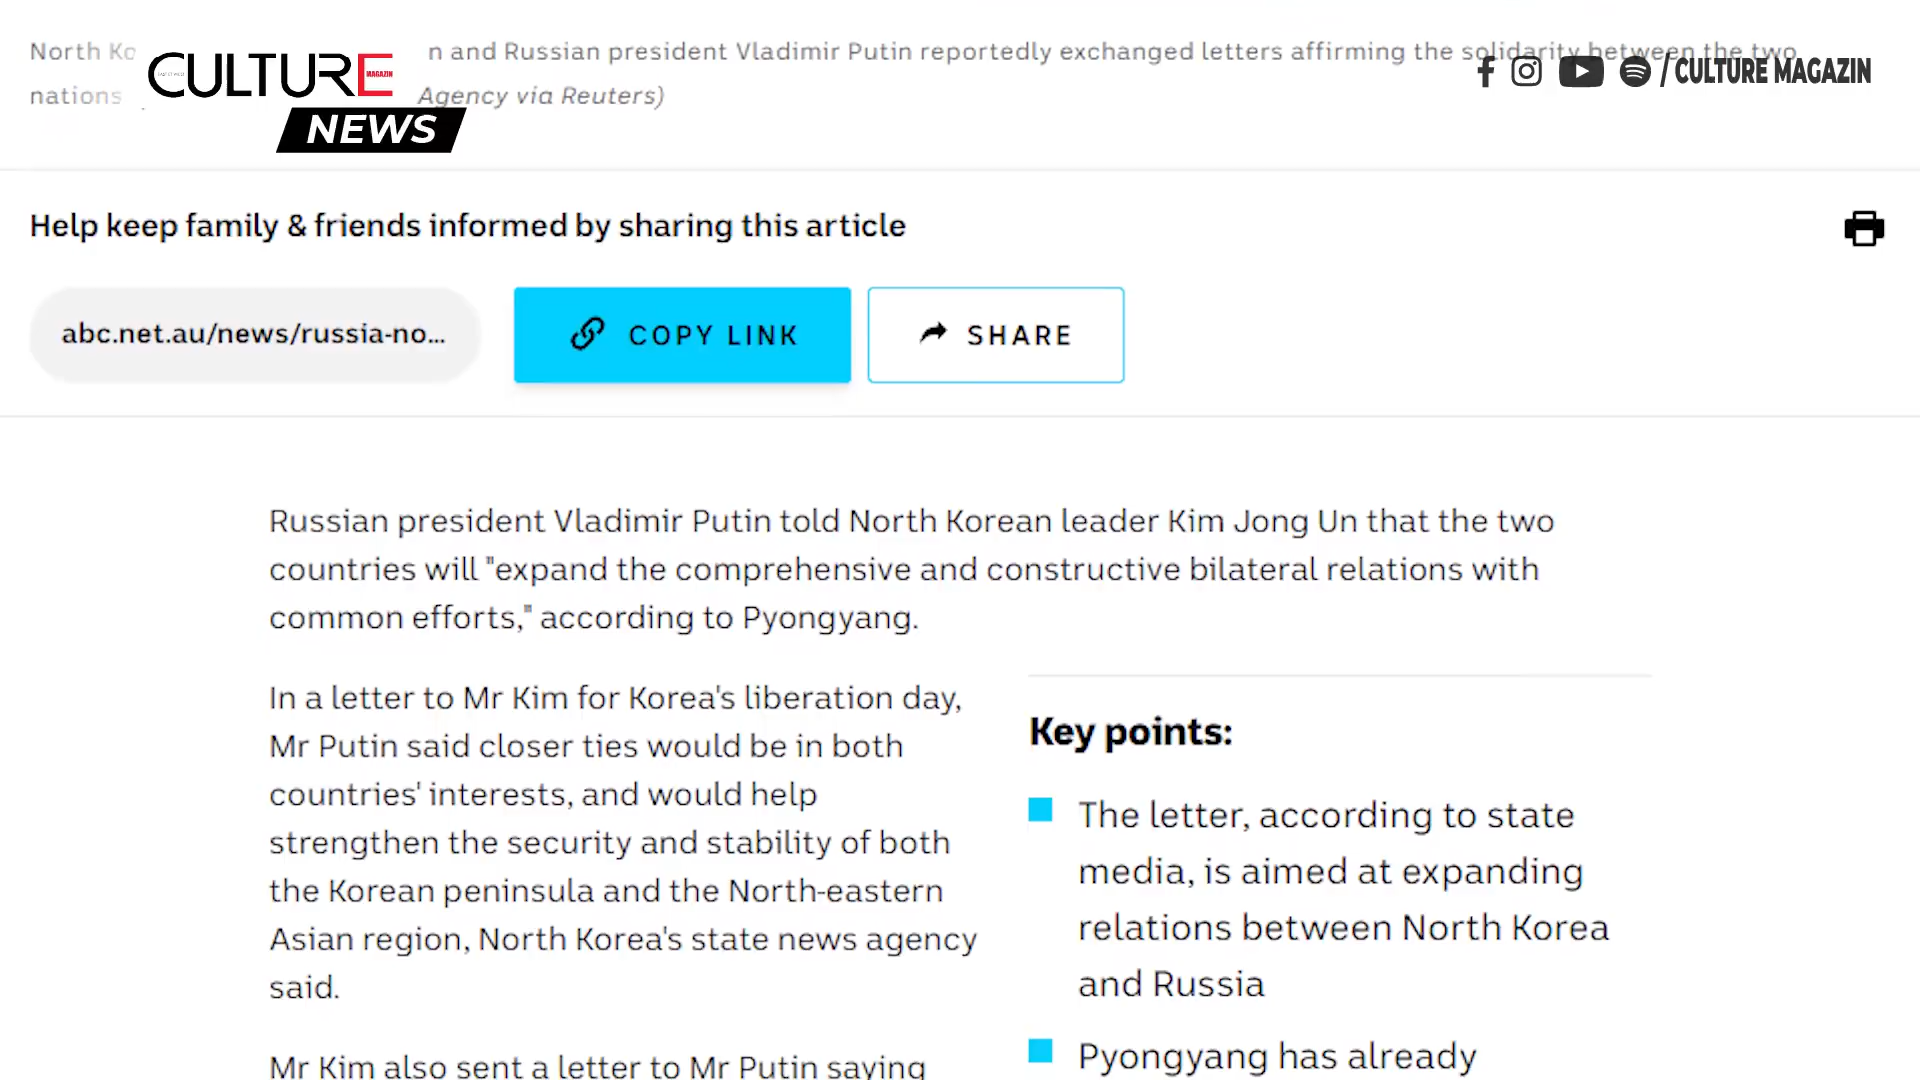 North Ko
n and Russian president Vladimir Putin reportedly exchanged letters affirming the solidarity between the two
nations
Agency via Reuters)
CULTURE
MAGAZIN
NEWS
/CULTURE MAGAZIN
Help keep family & friends informed by sharing this article
abc.net.au/news/russia-no...
COPY LINK
SHARE
Russian president Vladimir Putin told North Korean leader Kim Jong Un that the two
countries will "expand the comprehensive and constructive bilateral relations with
common efforts," according to Pyongyang.
In a letter to Mr Kim for Korea's liberation day,
Mr Putin said closer ties would be in both
countries' interests, and would help
strengthen the security and stability of both
the Korean peninsula and the North-eastern
Asian region, North Korea's state news agency
said.
Mr Kim also sent a letter to Mr Putin saying
Key points:
The letter, according to state
media, is aimed at expanding
relations between North Korea
and Russia
Pyongyang has already